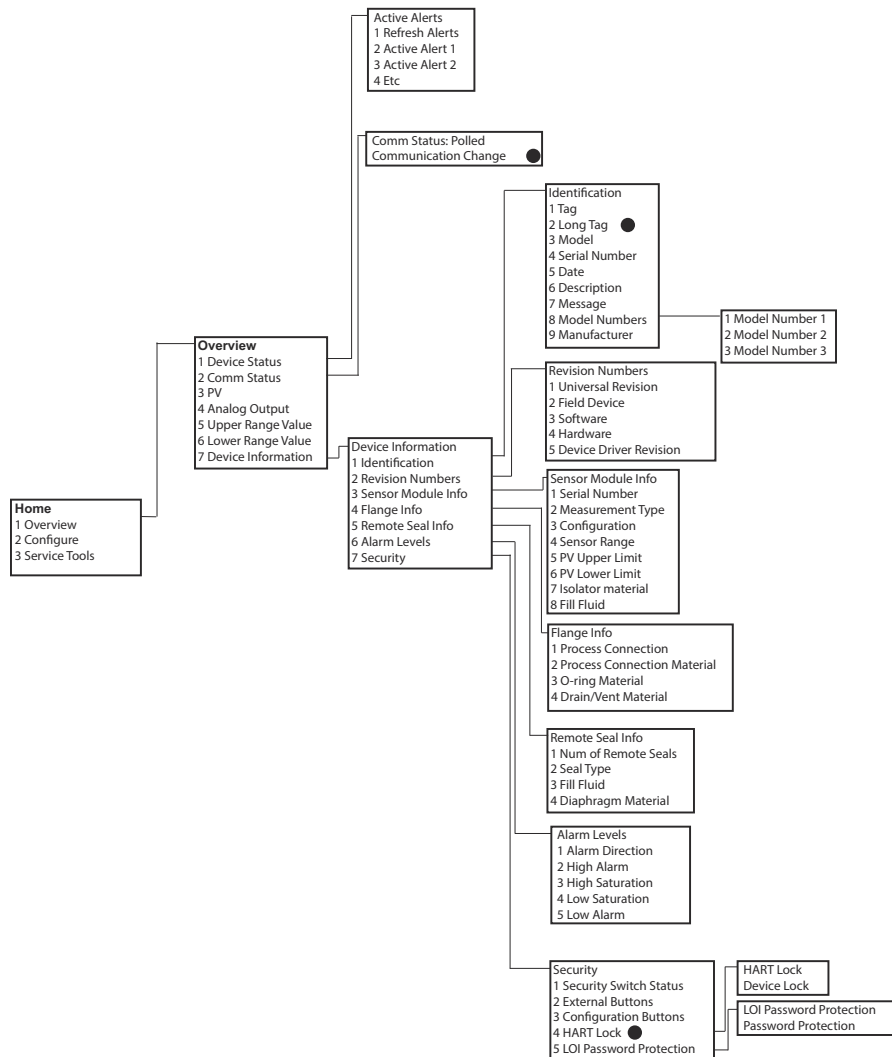 Active Alerts
1 Refresh Alerts
2 Active Alert 1
3 Active Alert 2
4 Etc
Comm Status: Polled
Communication Change
Identification
1 Tag
2 Long Tag
3 Model
4 Serial Number
5 Date
6 Description
7 Message
8 Model Numbers
9 Manufacturer
1 Model Number 1
2 Model Number 2
3 Model Number 3
Overview
1 Device Status
2 Comm Status
3 PV
4 Analog Output
5 Upper Range Value
6 Lower Range Value
7 Device Information
Revision Numbers
1 Universal Revision
2 Field Device
3 Software
4 Hardware
5 Device Driver Revision
Device Information
1 Identification
2 Revision Numbers
3 Sensor Module Info
4 Flange Info
5 Remote Seal Info
6 Alarm Levels
7 Security
Sensor Module Info
1 Serial Number
2 Measurement Type
3 Configuration
4 Sensor Range
5 PV Upper Limit
6 PV Lower Limit
7 Isolator material
8 Fill Fluid
Home
1 Overview
2 Configure
3 Service Tools
Flange Info
1 Process Connection
2 Process Connection Material
3 O-ring Material
4 Drain/Vent Material
Remote Seal Info
1 Num of Remote Seals
2 Seal Type
3 Fill Fluid
4 Diaphragm Material
Alarm Levels
1 Alarm Direction
2 High Alarm
3 High Saturation
4 Low Saturation
5 Low Alarm
Security
1 Security Switch Status
2 External Buttons
3 Configuration Buttons
4 HART Lock
5 LOI Password Protection
HART Lock
Device Lock
LOI Password Protection
Password Protection